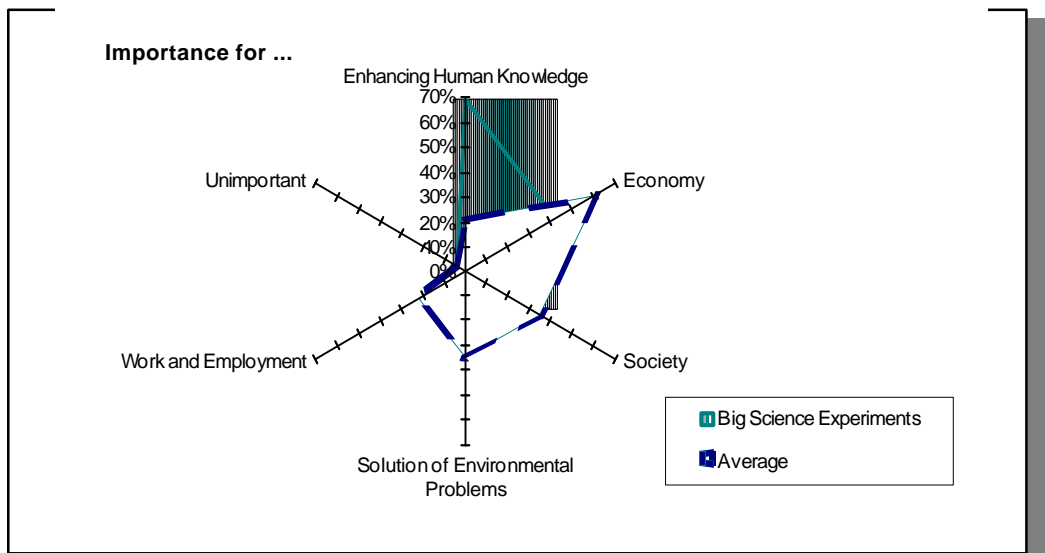 Importance for ...
Enhancing Human Knowledge
70%
60%
50%
40%
30%
20%
10%
0%
Unimportant
Economy
Work and Employment
Society
Solution of Environmental
Problems
Big Science Experiments
Average